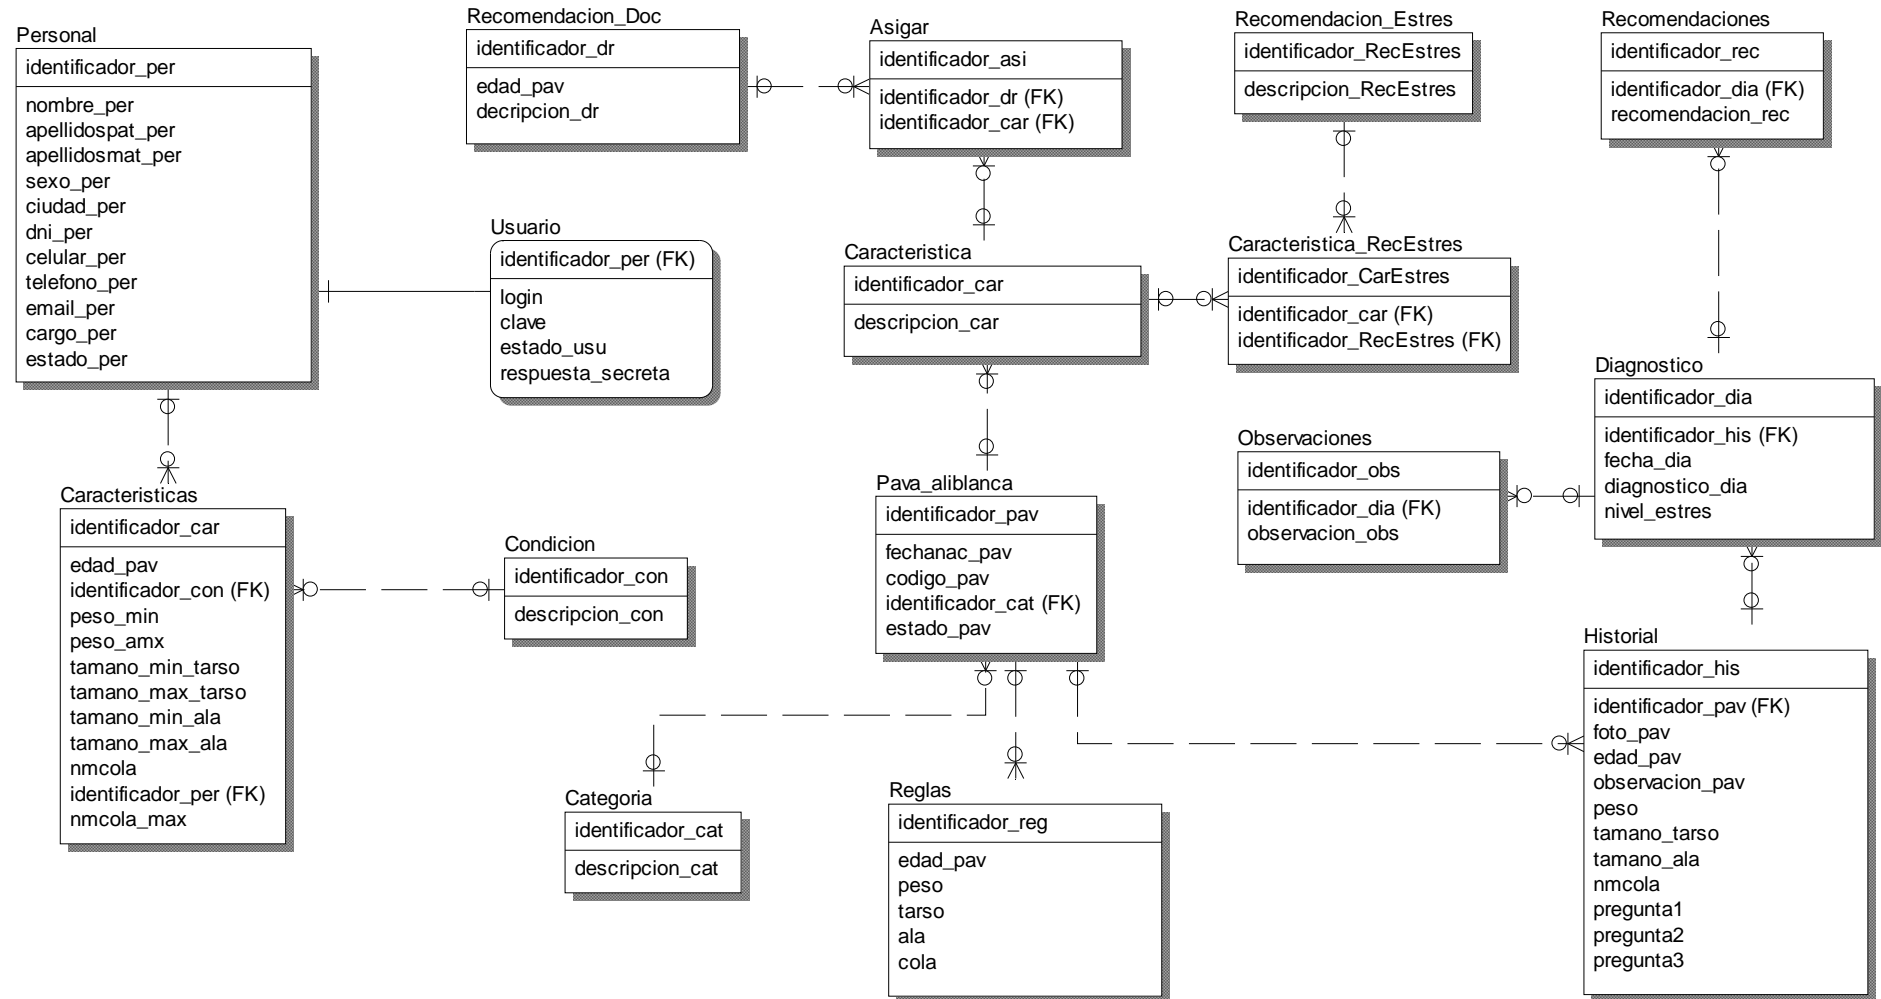 Personal
identificador_per
nombre_per
apellidospat_per
apellidosmat_per
sexo_per
ciudad_per
dni_per
celular_per
telefono_per
email_per
cargo_per
estado_per
Recomendacion_Doc
identificador_dr
edad_pav
decripcion_dr
Asigar
identificador_asi
identificador_dr (FK)
identificador_car (FK)
Recomendacion_Estres
identificador_RecEstres
descripcion_RecEstres
Recomendaciones
identificador_rec
identificador_dia (FK)
recomendacion_rec
Usuario
identificador_per (FK)
login
clave
estado_usu
respuesta_secreta
Caracteristica
identificador_car
descripcion_car
Caracteristica_RecEstres
identificador_CarEstres
identificador_car (FK)
identificador_RecEstres (FK)
Diagnostico
identificador_dia
identificador_his (FK)
fecha_dia
diagnostico_dia
nivel_estres
Observaciones
identificador_obs
identificador_dia (FK)
observacion_obs
Caracteristicas
identificador_car
edad_pav
identificador_con (FK)
peso_min
peso_amx
tamano_min_tarso
tamano_max_tarso
tamano_min_ala
tamano_max_ala
nmcola
identificador_per (FK)
nmcola_max
Condicion
identificador_con
descripcion_con
Pava_aliblanca
identificador_pav
fechanac_pav
codigo_pav
identificador_cat (FK)
estado_pav
Categoria
identificador_cat
descripcion_cat
Reglas
identificador_reg
edad_pav
peso
tarso
ala
cola
Historial
identificador_his
identificador_pav (FK)
foto_pav
edad_pav
observacion_pav
peso
tamano_tarso
tamano_ala
nmcola
pregunta1
pregunta2
pregunta3